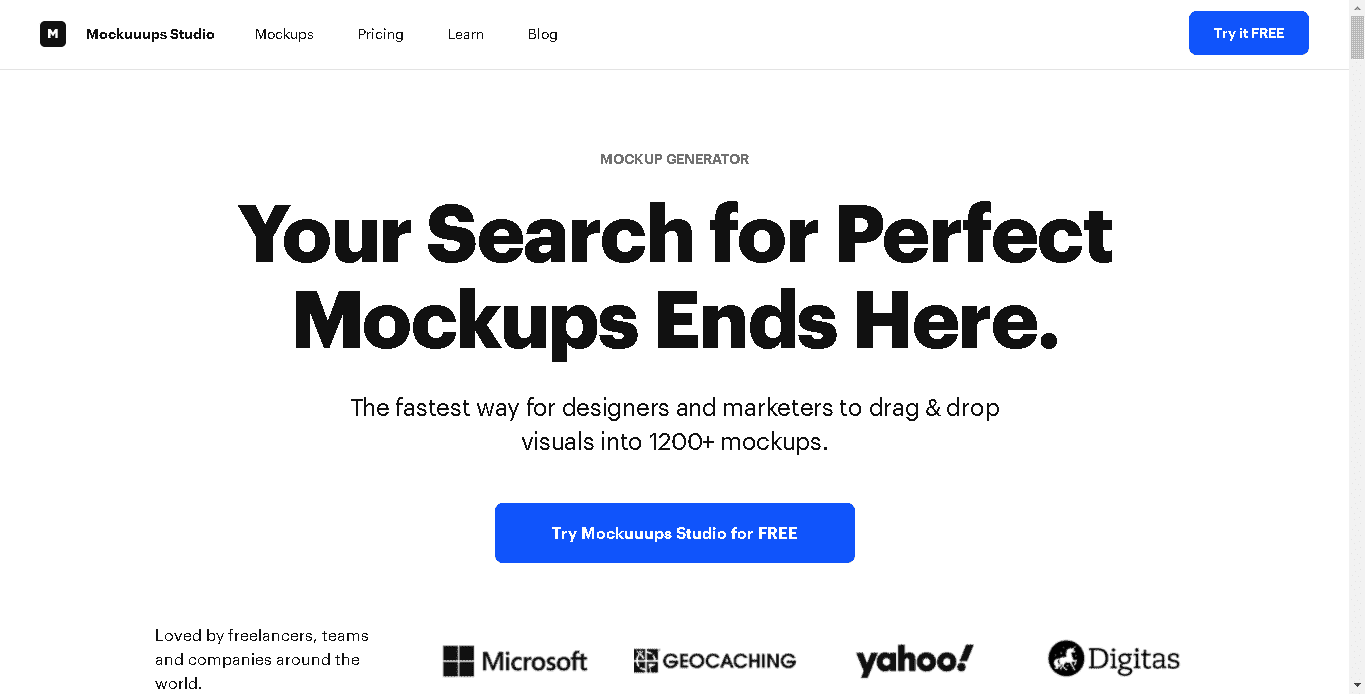 M Mockuuups Studio Mockups Pricing Learn Blog Try it FREE
MOCKUP GENERATOR
Your Search for Perfect
Mockups Ends Here.
The fastest way for designers and marketers to drag & drop
visuals into 1200+ mockups.
Try Mockuuups Studio for FREE
Loved by freelancers, teams
and companies around the
world.
Microsoft GEOCACHING yahoo! Digitas